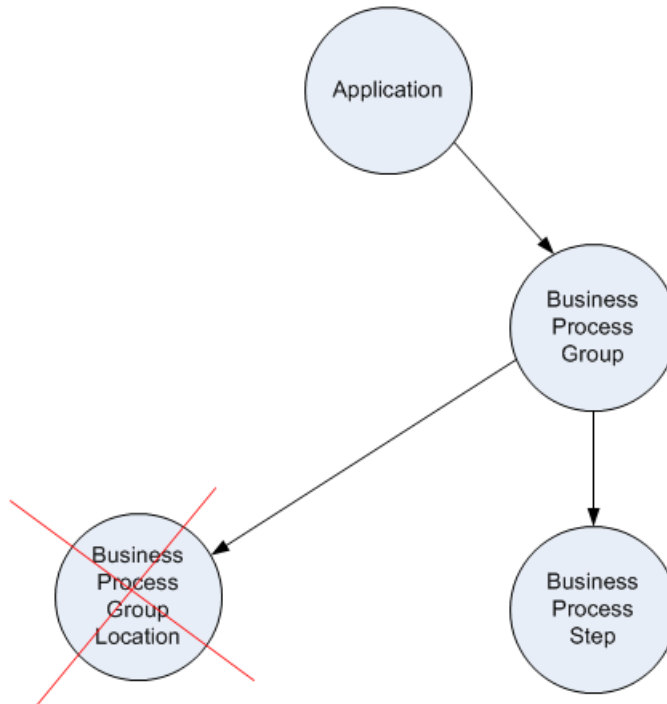 Application
Business
Process
Group
Business
Process
Group
Location
Business
Process
Step